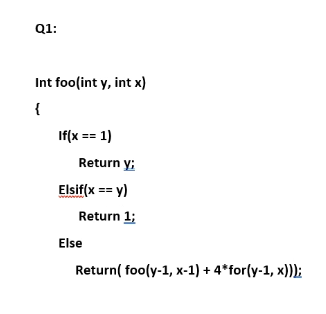 Q1:
Int foo(int y, int x)
{
If(x == 1)
Return y;
Elsif(x == y)
Return 1;
Else
Return( foo(y-1, x-1) + 4*for(y-1, x)));